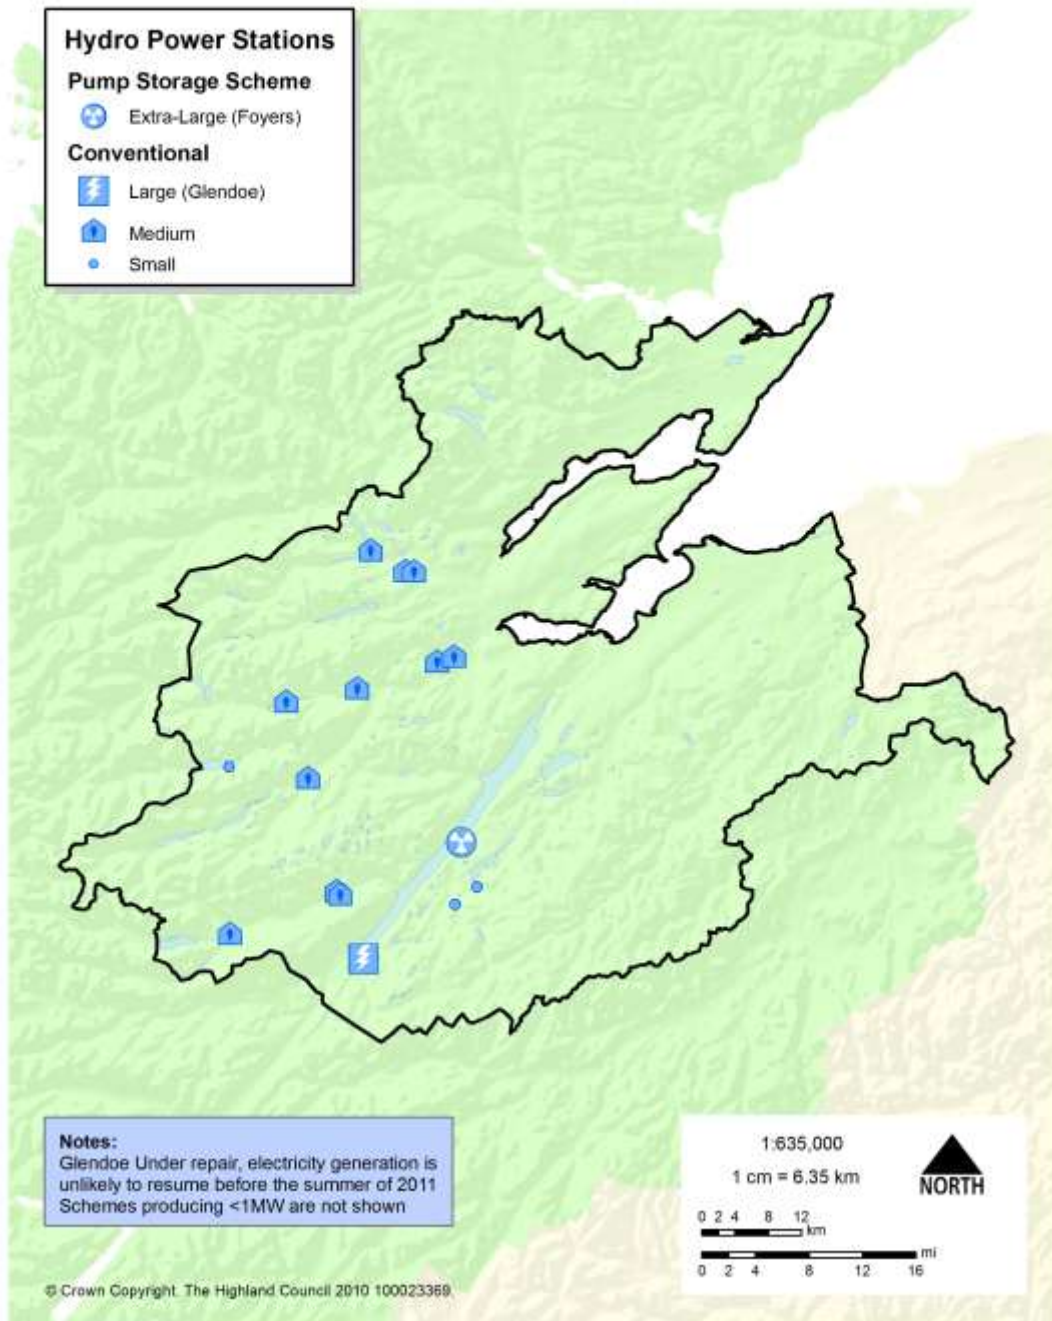 Hydro Power Stations
Pump Storage Scheme
Extra-Large (Foyers)
Conventional
Large (Glendoe)
Medium
Small
Notes:
Glendoe Under repair, electricity generation is
unlikely to resume before the summer of 2011
Schemes producing <1MW are not shown
1:635,000
1 cm = 6.35 km
NORTH
0 2 4 8 12
km
mi
0 2 4 8 12 16
© Crown Copyright. The Highland Council 2010 100023369.